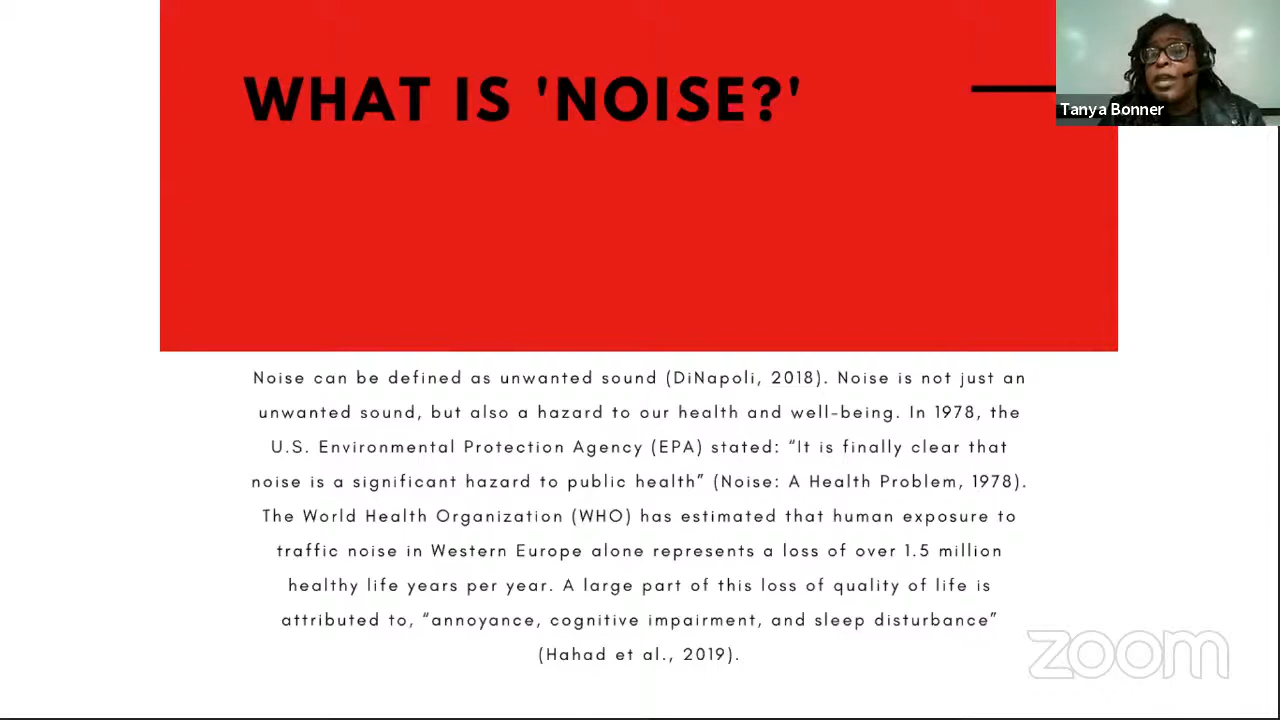 WHAT IS 'NOISE?'
Tanya Bonner
Noise can be defined as unwanted sound (DiNapoli, 2018). Noise is not just an
unwanted sound, but also a hazard to our health and well-being. In 1978, the
U.S. Environmental Protection Agency (EPA) stated: “It is finally clear that
noise is a significant hazard to public health” (Noise: A Health Problem, 1978).
The World Health Organization (WHO) has estimated that human exposure to
traffic noise in Western Europe alone represents a loss of over 1.5 million
healthy life years per year. A large part of this loss of quality of life is
attributed to, “annoyance, cognitive impairment, and sleep disturbance”
(Hahad et al., 2019).
zoom